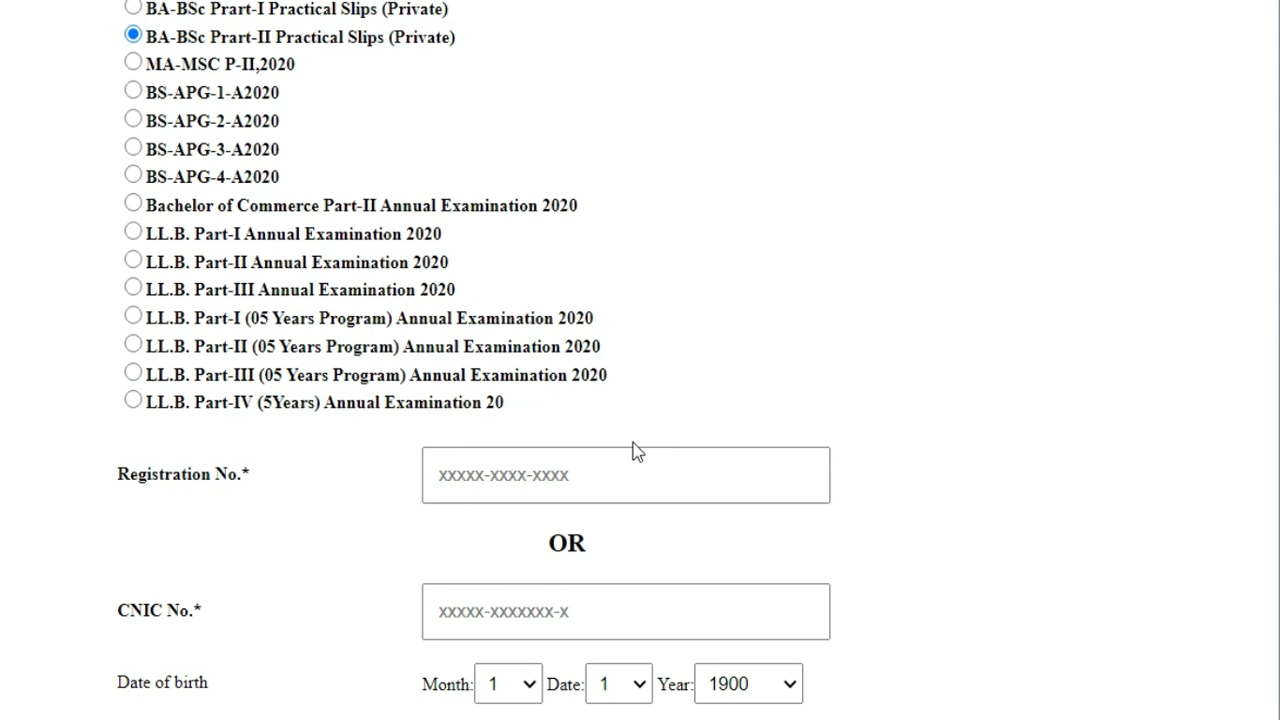 BA-BSc Prart-I Practical Slips (Private)
BA-BSc Prart-II Practical Slips (Private)
MA-MSC P-II,2020
BS-APG-1-A2020
BS-APG-2-A2020
BS-APG-3-A2020
BS-APG-4-A2020
Bachelor of Commerce Part-II Annual Examination 2020
LL.B. Part-I Annual Examination 2020
LL.B. Part-II Annual Examination 2020
LL.B. Part-III Annual Examination 2020
LL.B. Part-I (05 Years Program) Annual Examination 2020
LL.B. Part-II (05 Years Program) Annual Examination 2020
LL.B. Part-III (05 Years Program) Annual Examination 2020
LL.B. Part-IV (5Years) Annual Examination 20
Registration No.* xxxxx-xxxx-xxxx
OR
CNIC No.* xxxxx-xxxxxxx-x
Date of birth Month: 1 Date: 1 Year: 1900